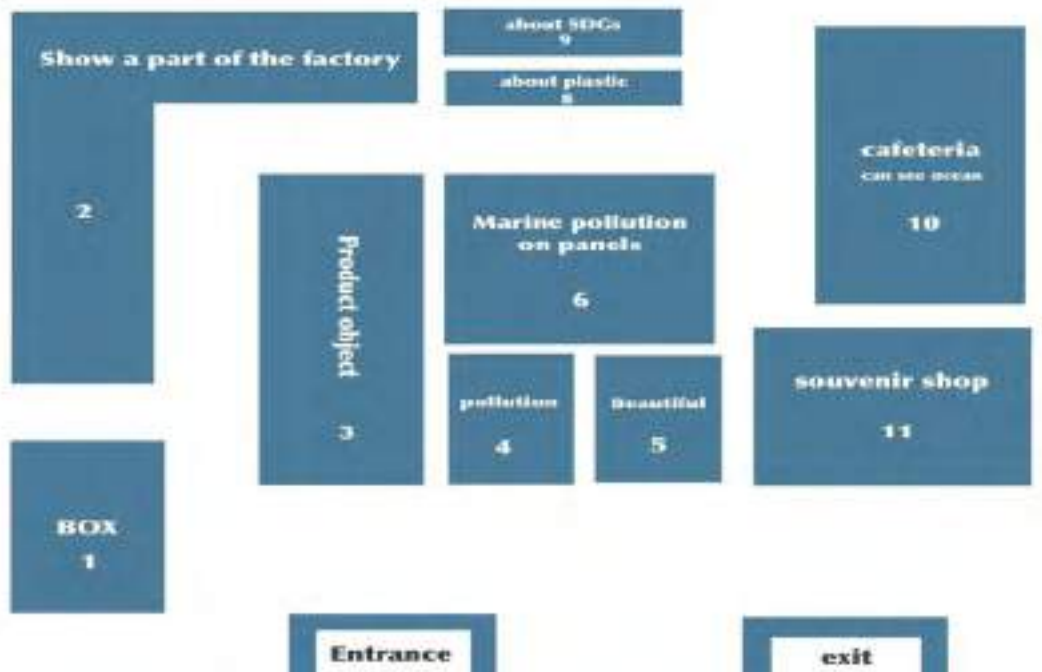 Show a part of the factory
2
about SDGs
9
about plastic
8
cafeteria
can see ocean
10
Product object
3
Marine pollution
on panels
6
pollution
4
Beautiful
5
souvenir shop
11
BOX
1
Entrance
exit